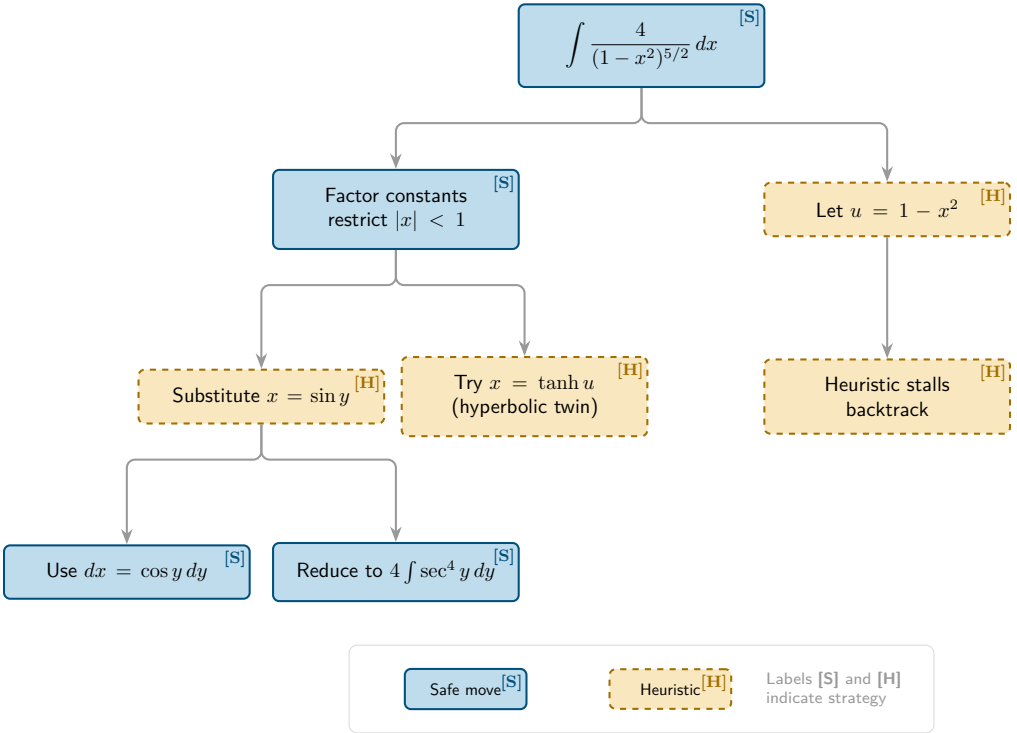 [S]
∫ 4/(1 − x²)^{5/2} dx
[S]
Factor constants
restrict |x| < 1
[H]
Let u = 1 − x²
[H]
Substitute x = sin y
[H]
Try x = tanh u
(hyperbolic twin)
[H]
Heuristic stalls
backtrack
[S]
Use dx = cos y dy
[S]
Reduce to 4 ∫ sec⁴ y dy
Safe move [S]
Heuristic [H]
Labels [S] and [H]
indicate strategy